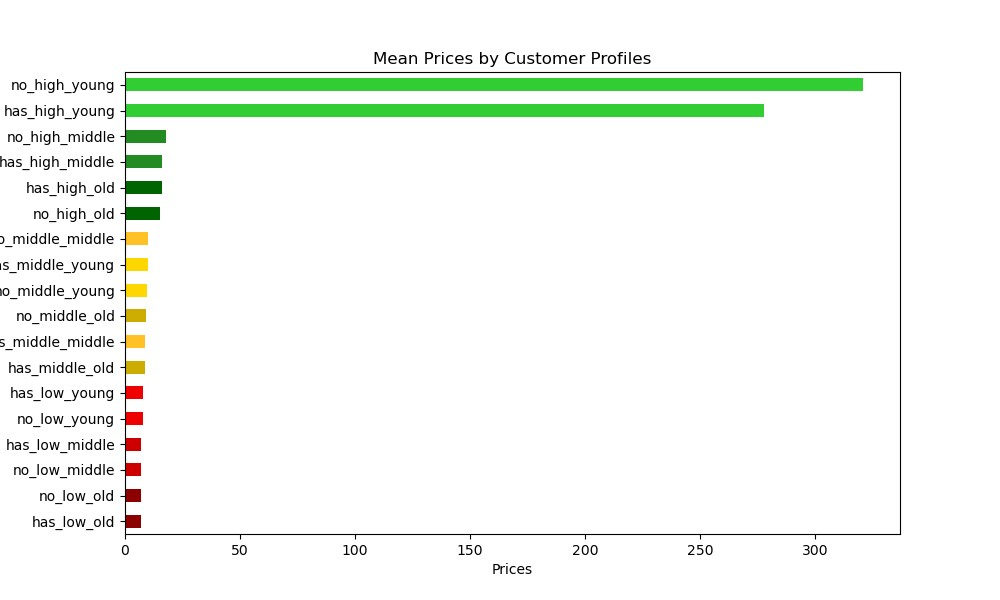 Mean Prices by Customer Profiles
no_high_young
has_high_young
no_high_middle
has_high_middle
has_high_old
no_high_old
o_middle_middle
as_middle_young
no_middle_young
no_middle_old
s_middle_middle
has_middle_old
has_low_young
no_low_young
has_low_middle
no_low_middle
no_low_old
has_low_old
0 50 100 150 200 250 300
Prices